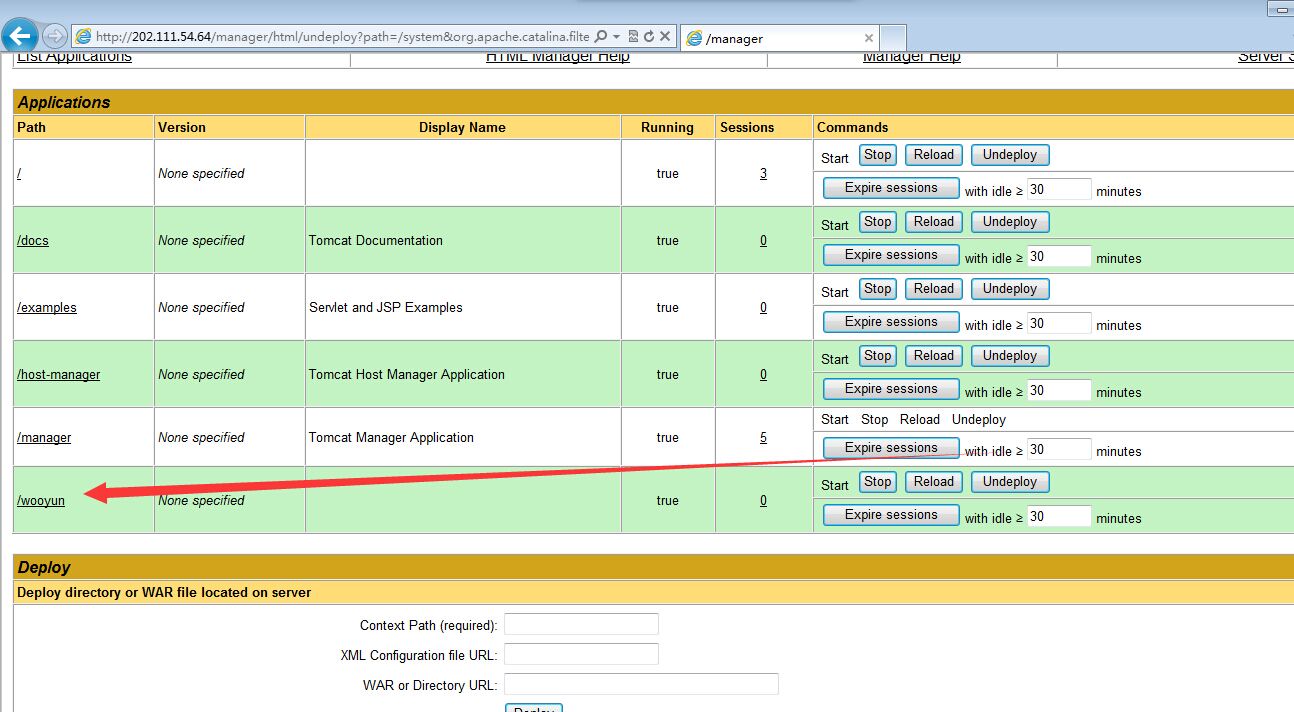 http://202.111.54.64/manager/html/undeploy?path=/system&org.apache.catalina.filte
/manager
List Applications HTML Manager Help Manager Help Server S
Applications
Path Version Display Name Running Sessions Commands
/ None specified true 3 Start Stop Reload Undeploy
Expire sessions with idle ≥ 30 minutes
/docs None specified Tomcat Documentation true 0 Start Stop Reload Undeploy
Expire sessions with idle ≥ 30 minutes
/examples None specified Servlet and JSP Examples true 0 Start Stop Reload Undeploy
Expire sessions with idle ≥ 30 minutes
/host-manager None specified Tomcat Host Manager Application true 0 Start Stop Reload Undeploy
Expire sessions with idle ≥ 30 minutes
/manager None specified Tomcat Manager Application true 5 Start Stop Reload Undeploy
Expire sessions with idle ≥ 30 minutes
/wooyun None specified true 0 Start Stop Reload Undeploy
Expire sessions with idle ≥ 30 minutes
Deploy
Deploy directory or WAR file located on server
Context Path (required):
XML Configuration file URL:
WAR or Directory URL:
Deploy